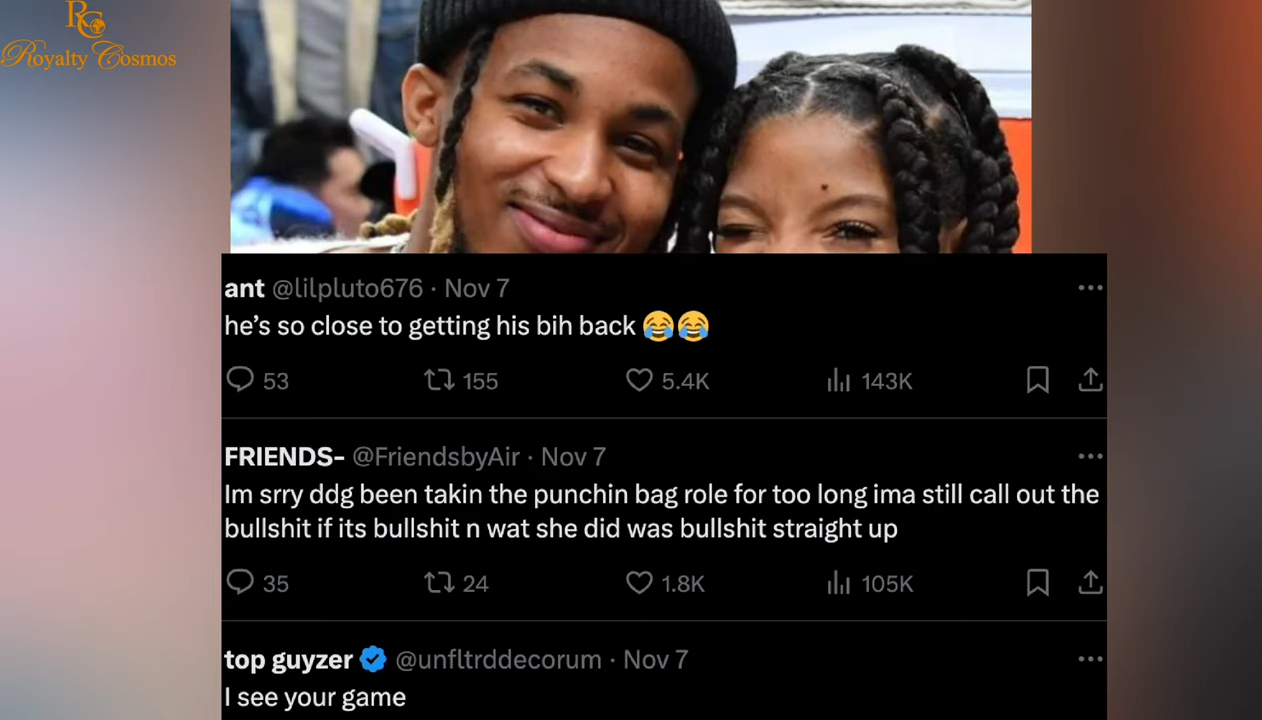 RC
Royalty Cosmos
ant @lilpluto676 · Nov 7
he's so close to getting his bih back 😂😂
53 155 5.4K 143K
FRIENDS- @FriendsbyAir · Nov 7
Im srry ddg been takin the punchin bag role for too long ima still call out the
bullshit if its bullshit n wat she did was bullshit straight up
35 24 1.8K 105K
top guyzer @unfltrddecorum · Nov 7
I see your game